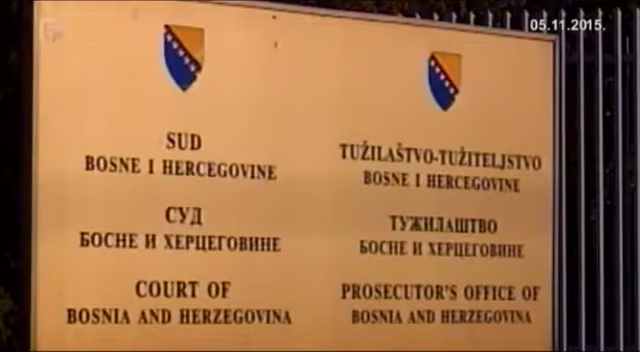 05.11.2015.
SUD
BOSNE I HERCEGOVINE
СУД
БОСНЕ И ХЕРЦЕГОВИНЕ
COURT OF
BOSNIA AND HERZEGOVINA
TUŽILAŠTVO-TUŽITELJSTVO
BOSNE I HERCEGOVINE
ТУЖИЛАШТВО
БОСНЕ И ХЕРЦЕГОВИНЕ
PROSECUTOR'S OFFICE OF
BOSNIA AND HERZEGOVINA